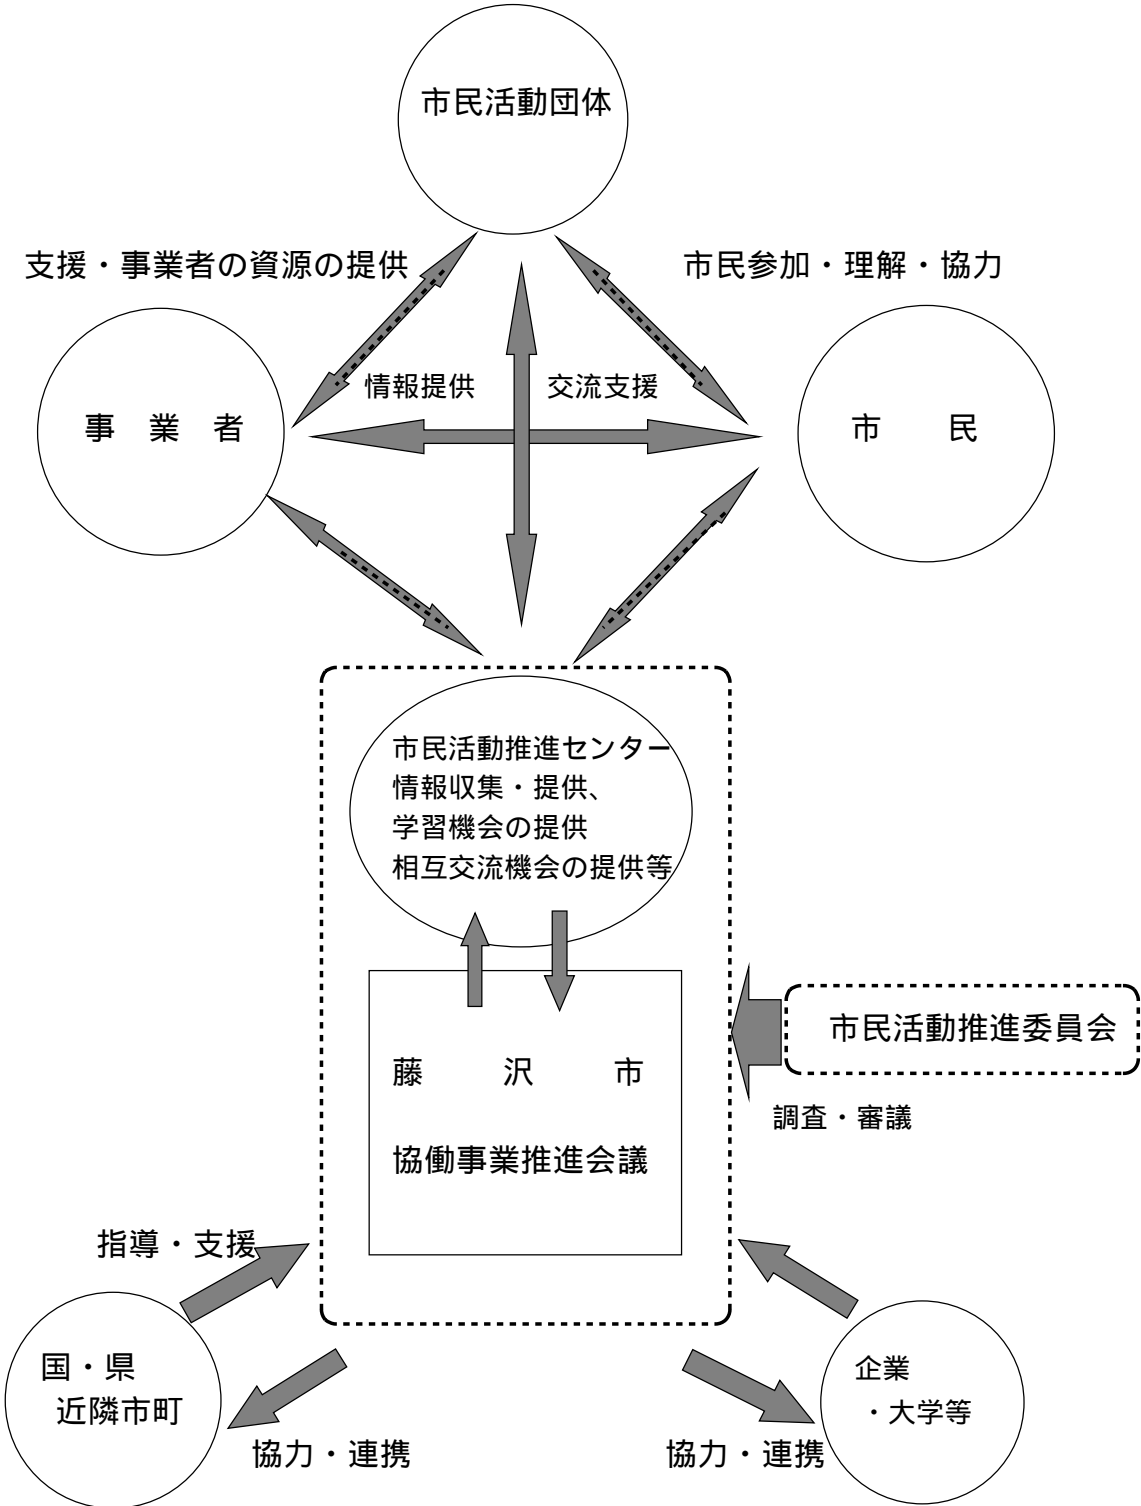 市民活動団体
支援・事業者の資源の提供
市民参加・理解・協力
情報提供
交流支援
事　業　者
市　　民
市民活動推進センター
情報収集・提供、
学習機会の提供
相互交流機会の提供等
市民活動推進委員会
藤　　沢　　市
調査・審議
協働事業推進会議
指導・支援
国・県
近隣市町
企業
・大学等
協力・連携
協力・連携